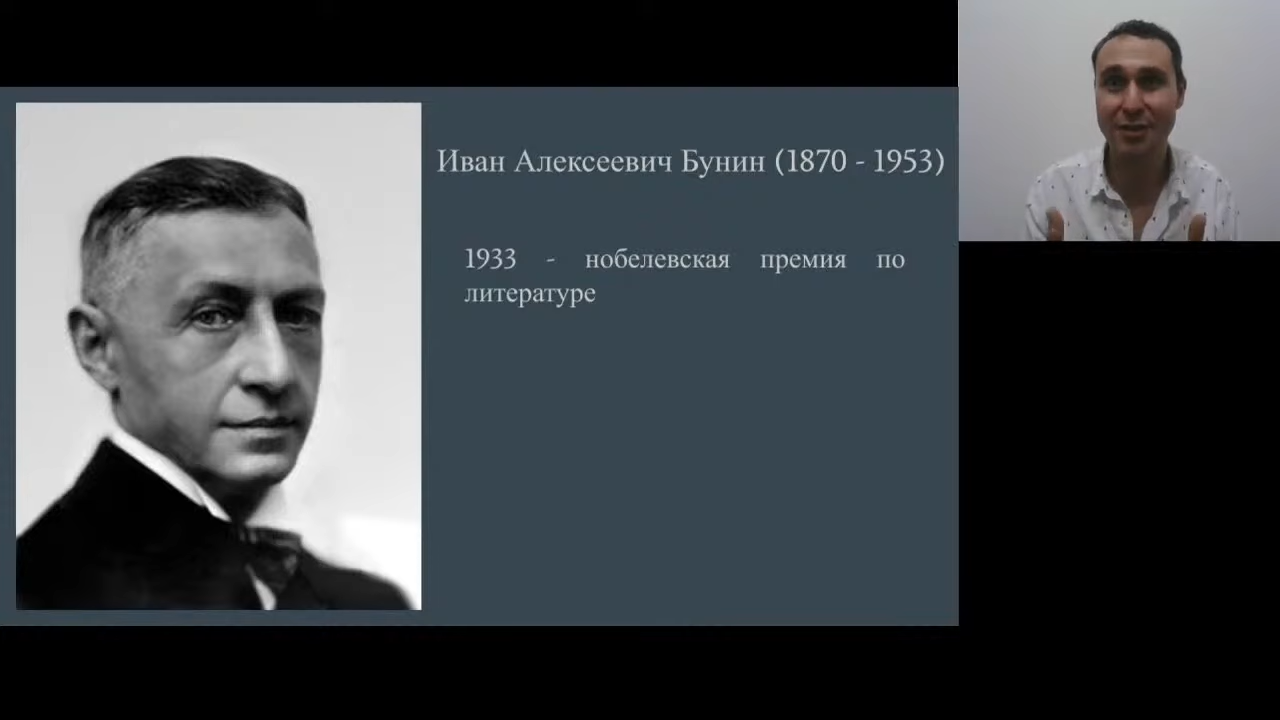 Иван Алексеевич Бунин (1870 - 1953)
1933 - нобелевская премия по
литературе